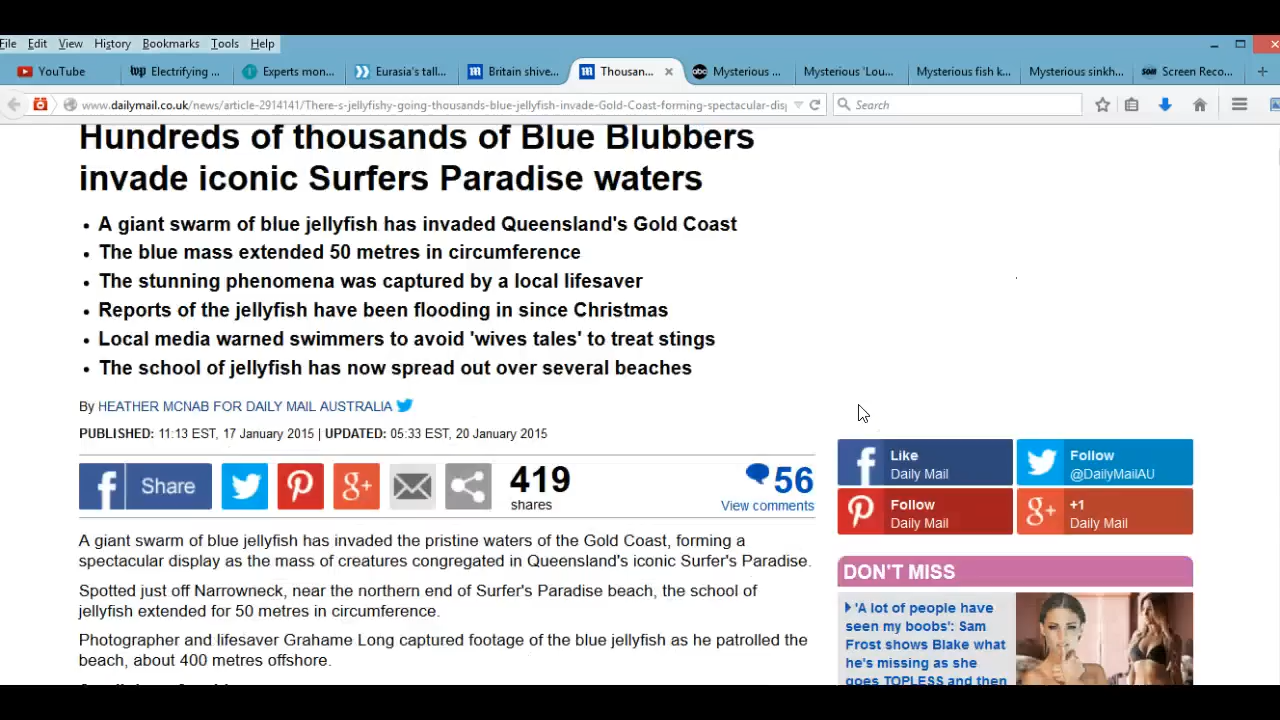 File Edit View History Bookmarks Tools Help
YouTube
Electrifying ...
Experts mon...
Eurasia's tall...
Britain shive...
Thousan...
Mysterious ...
Mysterious 'Lou...
Mysterious fish k...
Mysterious sinkh...
Screen Reco...
www.dailymail.co.uk/news/article-2914141/There-s-jellyfishy-going-thousands-blue-jellyfish-invade-Gold-Coast-forming-spectacular-dis
Search
Hundreds of thousands of Blue Blubbers
invade iconic Surfers Paradise waters
• A giant swarm of blue jellyfish has invaded Queensland's Gold Coast
• The blue mass extended 50 metres in circumference
• The stunning phenomena was captured by a local lifesaver
• Reports of the jellyfish have been flooding in since Christmas
• Local media warned swimmers to avoid 'wives tales' to treat stings
• The school of jellyfish has now spread out over several beaches
By HEATHER MCNAB FOR DAILY MAIL AUSTRALIA
PUBLISHED: 11:13 EST, 17 January 2015 | UPDATED: 05:33 EST, 20 January 2015
Share
419
shares
56
View comments
A giant swarm of blue jellyfish has invaded the pristine waters of the Gold Coast, forming a
spectacular display as the mass of creatures congregated in Queensland's iconic Surfer's Paradise.
Spotted just off Narrowneck, near the northern end of Surfer's Paradise beach, the school of
jellyfish extended for 50 metres in circumference.
Photographer and lifesaver Grahame Long captured footage of the blue jellyfish as he patrolled the
beach, about 400 metres offshore.
Like
Daily Mail
Follow
@DailyMailAU
Follow
Daily Mail
+1
Daily Mail
DON'T MISS
'A lot of people have
seen my boobs': Sam
Frost shows Blake what
he's missing as she
goes TOPLESS and then